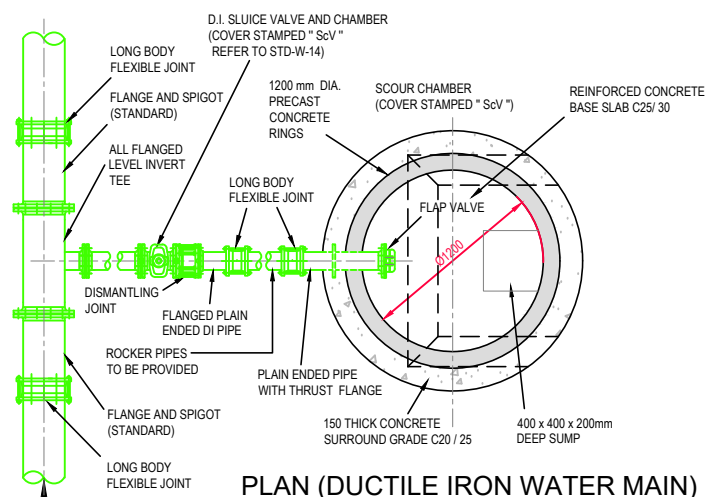 D.I. SLUICE VALVE AND CHAMBER
(COVER STAMPED " ScV "
REFER TO STD-W-14)
LONG BODY
FLEXIBLE JOINT
FLANGE AND SPIGOT
(STANDARD)
ALL FLANGED
LEVEL INVERT
TEE
1200 mm DIA.
PRECAST
CONCRETE
RINGS
SCOUR CHAMBER
(COVER STAMPED " ScV ")
REINFORCED CONCRETE
BASE SLAB C25/ 30
LONG BODY
FLEXIBLE JOINT
FLAP VALVE
Ø1200
DISMANTLING
JOINT
FLANGED PLAIN
ENDED DI PIPE
ROCKER PIPES
TO BE PROVIDED
PLAIN ENDED PIPE
WITH THRUST FLANGE
FLANGE AND SPIGOT
(STANDARD)
150 THICK CONCRETE
SURROUND GRADE C20 / 25
400 x 400 x 200mm
DEEP SUMP
LONG BODY
FLEXIBLE JOINT
PLAN (DUCTILE IRON WATER MAIN)